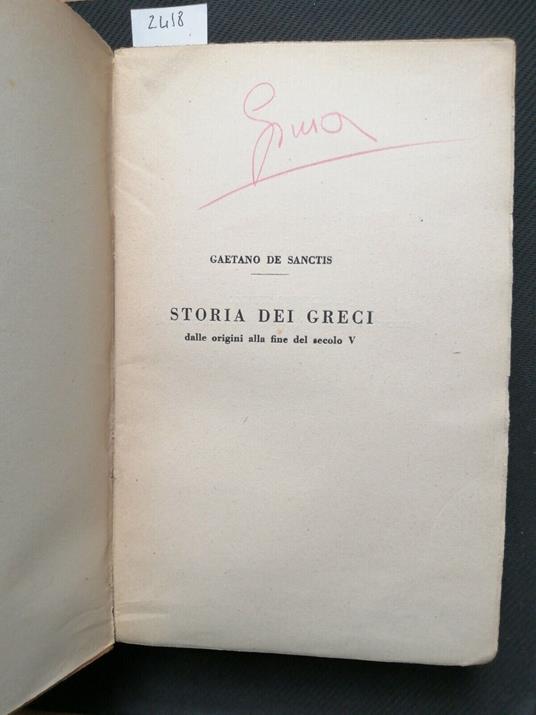 2418
GAETANO DE SANCTIS
STORIA DEI GRECI
dalle origini alla fine del secolo V